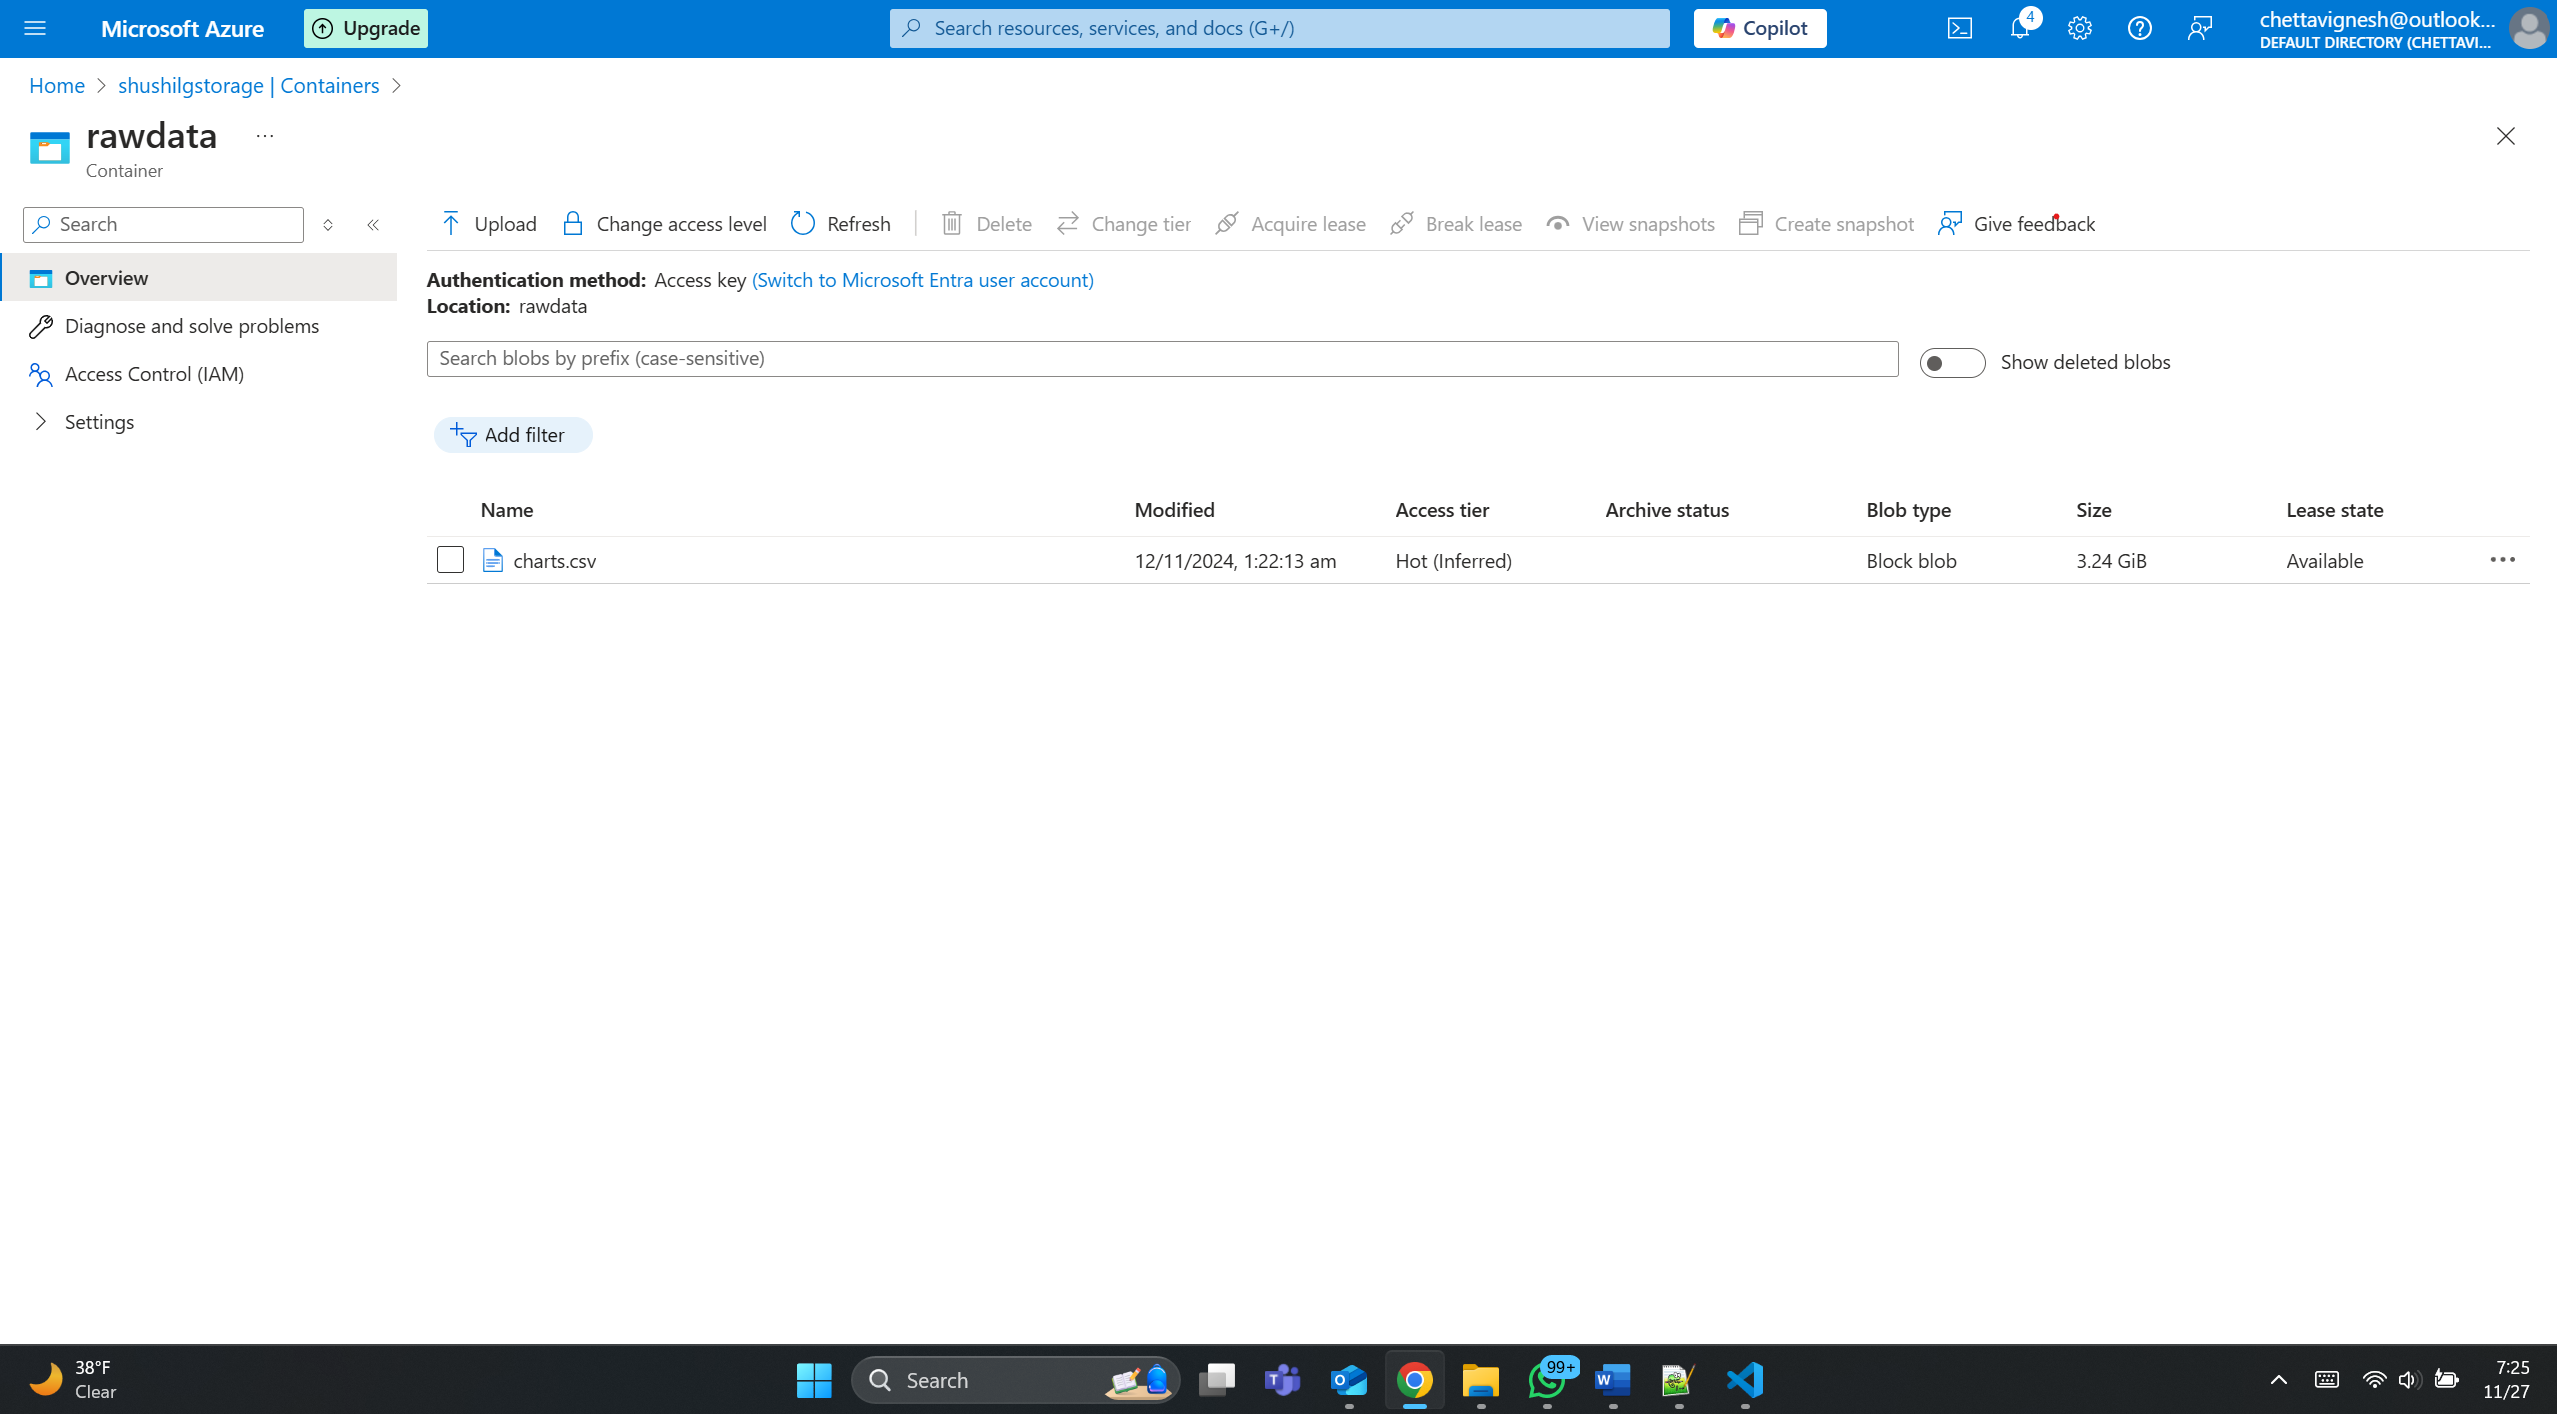 Microsoft Azure
Upgrade
Search resources, services, and docs (G+/)
Copilot
4
chettavignesh@outlook...
DEFAULT DIRECTORY (CHETTAVI...
Home > shushilgstorage | Containers >
rawdata ...
Container
Search
Overview
Diagnose and solve problems
Access Control (IAM)
Settings
Upload Change access level Refresh Delete Change tier Acquire lease Break lease View snapshots Create snapshot Give feedback
Authentication method: Access key (Switch to Microsoft Entra user account)
Location: rawdata
Search blobs by prefix (case-sensitive)
Show deleted blobs
Add filter
Name Modified Access tier Archive status Blob type Size Lease state
charts.csv 12/11/2024, 1:22:13 am Hot (Inferred) Block blob 3.24 GiB Available ...
38°F
Clear
Search
99+
7:25
11/27